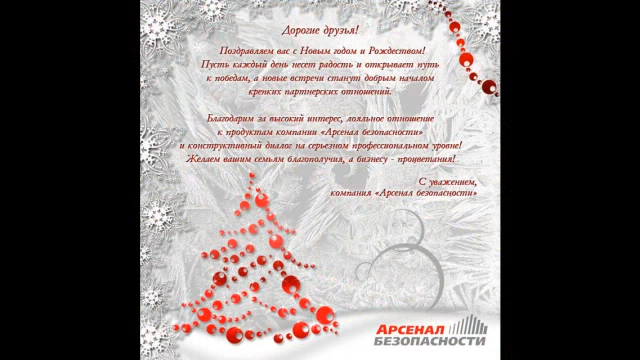 Дорогие друзья!
Поздравляем вас с Новым годом и Рождеством!
Пусть каждый день несет радость и открывает путь
к победам, а новые встречи станут добрым началом
крепких партнерских отношений.
Благодарим за высокий интерес, лояльное отношение
к продуктам компании «Арсенал безопасности»
и конструктивный диалог на серьезном профессиональном уровне!
Желаем вашим семьям благополучия, а бизнесу - процветания!
С уважением,
компания «Арсенал безопасности»
АРСЕНАЛ
БЕЗОПАСНОСТИ